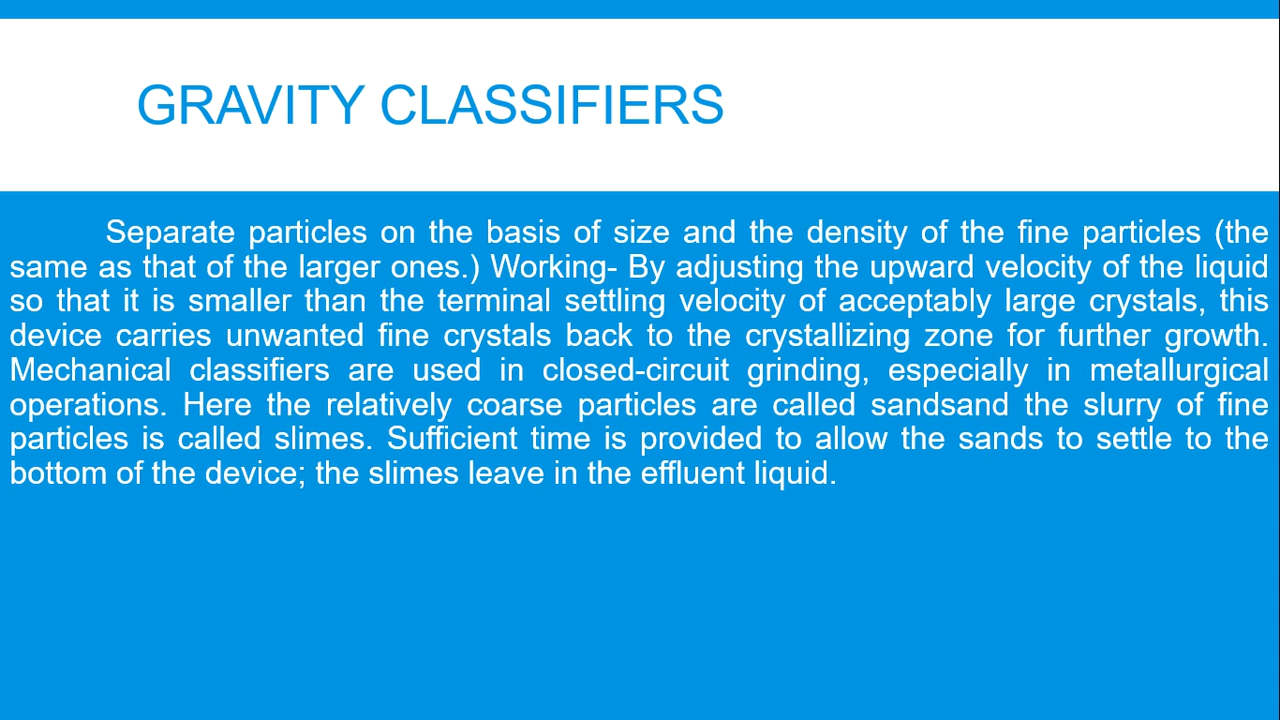 GRAVITY CLASSIFIERS
Separate particles on the basis of size and the density of the fine particles (the
same as that of the larger ones.) Working- By adjusting the upward velocity of the liquid
so that it is smaller than the terminal settling velocity of acceptably large crystals, this
device carries unwanted fine crystals back to the crystallizing zone for further growth.
Mechanical classifiers are used in closed-circuit grinding, especially in metallurgical
operations. Here the relatively coarse particles are called sandsand the slurry of fine
particles is called slimes. Sufficient time is provided to allow the sands to settle to the
bottom of the device; the slimes leave in the effluent liquid.